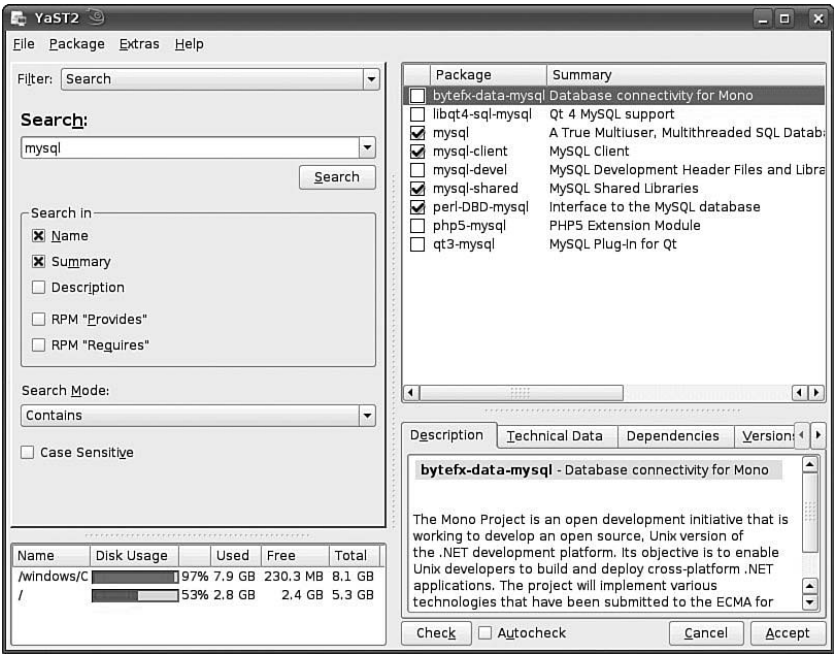 YaST2
File Package Extras Help
Filter: Search
Search:
mysql
Search
Search in
Name
Summary
Description
RPM "Provides"
RPM "Requires"
Search Mode:
Contains
Case Sensitive
Name Disk Usage Used Free Total
/windows/C 97% 7.9 GB 230.3 MB 8.1 GB
/ 53% 2.8 GB 2.4 GB 5.3 GB
Package Summary
bytefx-data-mysql Database connectivity for Mono
libqt4-sql-mysql Qt 4 MySQL support
mysql A True Multiuser, Multithreaded SQL Datab
mysql-client MySQL Client
mysql-devel MySQL Development Header Files and Libra
mysql-shared MySQL Shared Libraries
perl-DBD-mysql Interface to the MySQL database
php5-mysql PHP5 Extension Module
qt3-mysql MySQL Plug-In for Qt
Description Technical Data Dependencies Version
bytefx-data-mysql - Database connectivity for Mono
The Mono Project is an open development initiative that is
working to develop an open source, Unix version of
the .NET development platform. Its objective is to enable
Unix developers to build and deploy cross-platform .NET
applications. The project will implement various
technologies that have been submitted to the ECMA for
Check Autocheck Cancel Accept